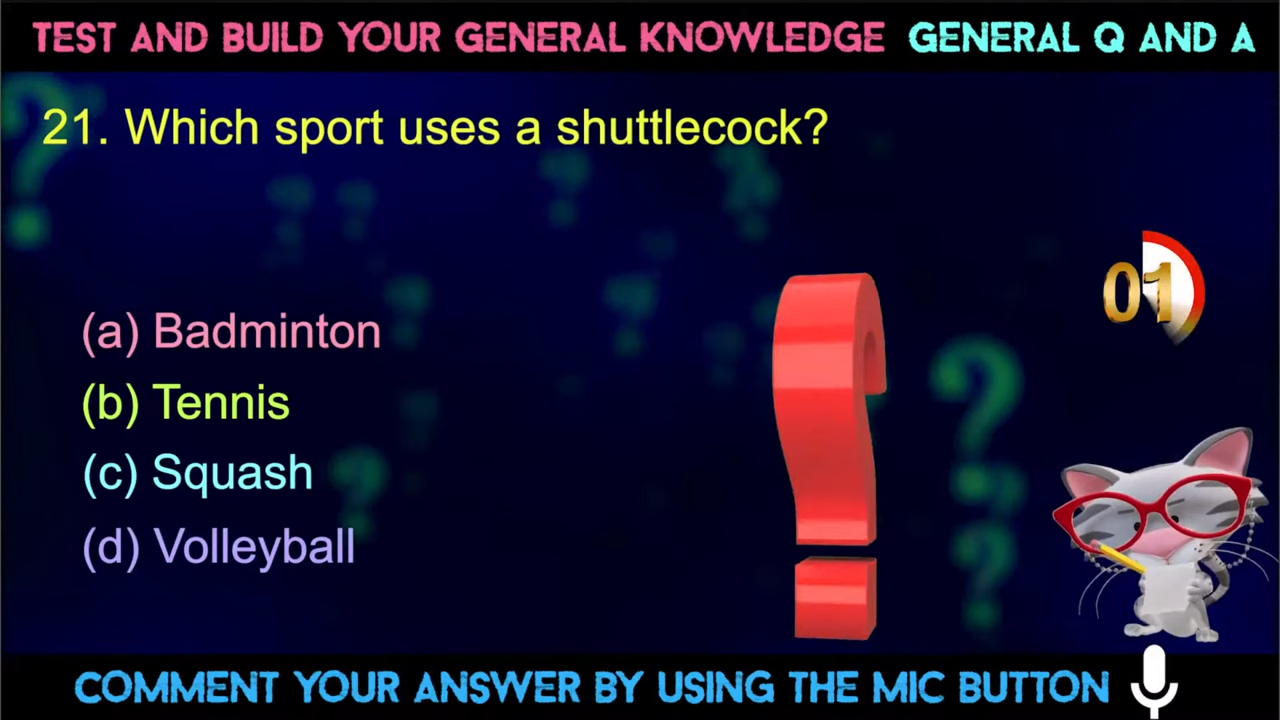 TEST AND BUILD YOUR GENERAL KNOWLEDGE GENERAL Q AND A
21. Which sport uses a shuttlecock?
01
(a) Badminton
(b) Tennis
(c) Squash
(d) Volleyball
COMMENT YOUR ANSWER BY USING THE MIC BUTTON